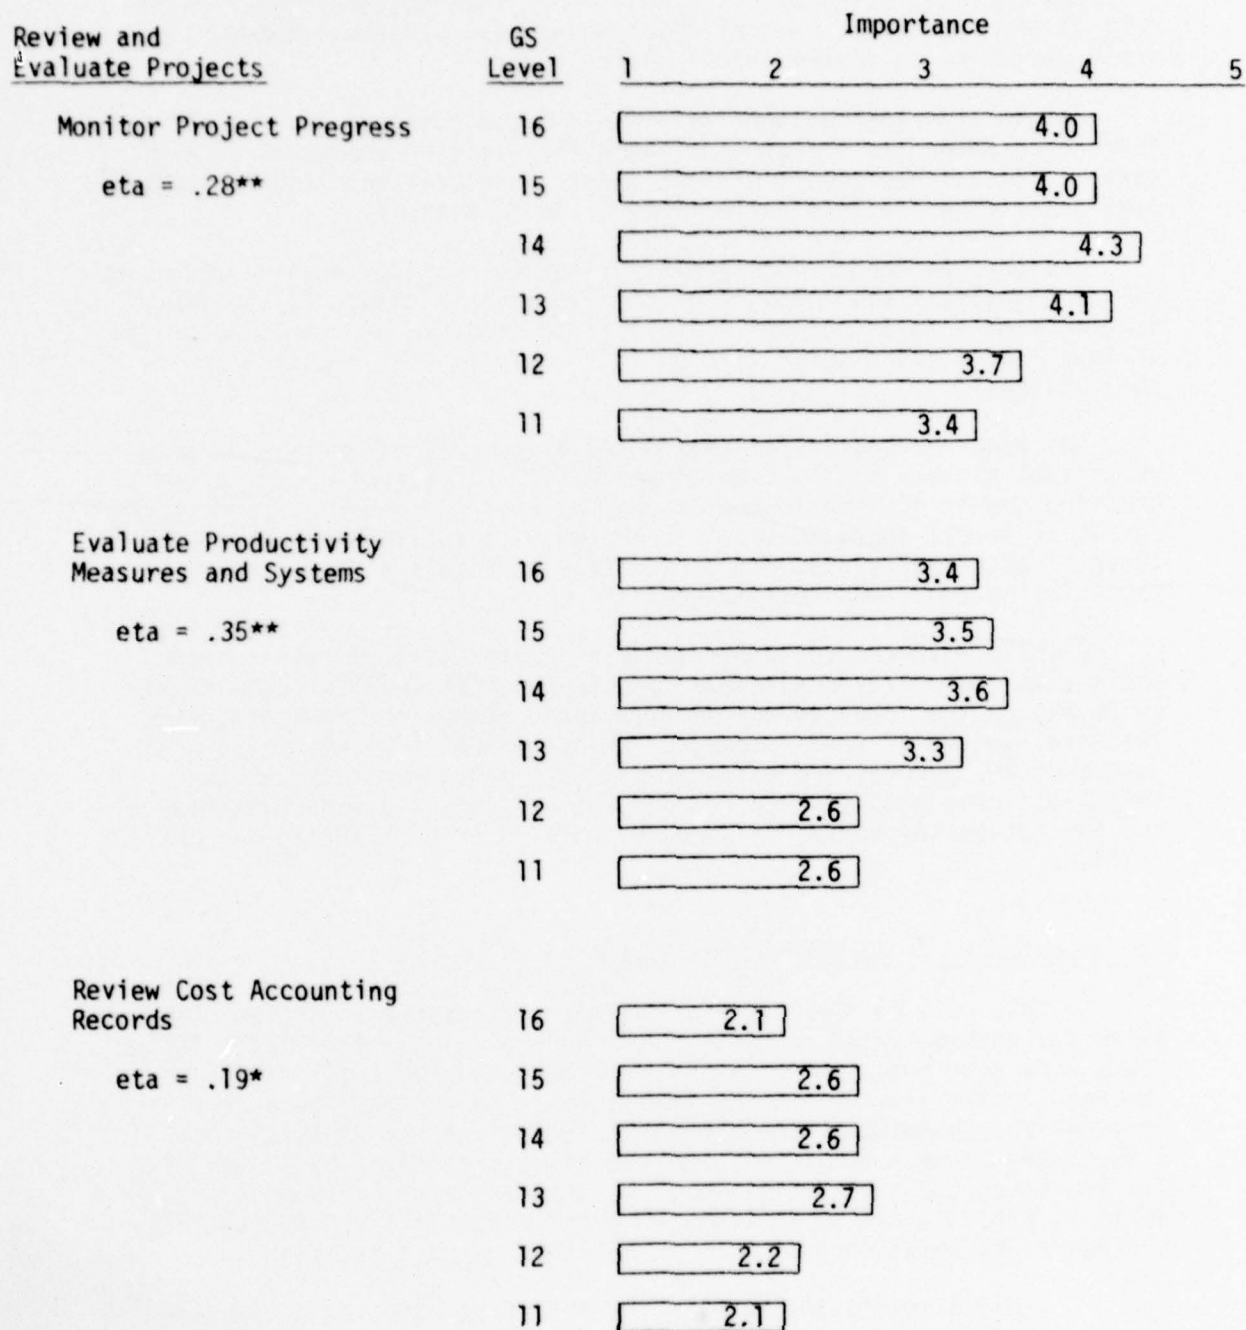 Importance
Review and GS
Evaluate Projects Level 1 2 3 4 5
Monitor Project Pregress 16 4.0
eta = .28** 15 4.0
14 4.3
13 4.1
12 3.7
11 3.4
Evaluate Productivity
Measures and Systems 16 3.4
eta = .35** 15 3.5
14 3.6
13 3.3
12 2.6
11 2.6
Review Cost Accounting
Records 16 2.1
eta = .19* 15 2.6
14 2.6
13 2.7
12 2.2
11 2.1